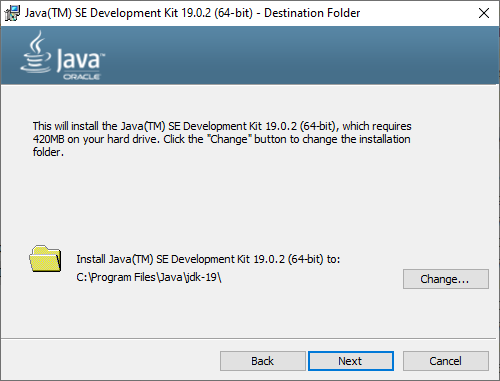 Java(TM) SE Development Kit 19.0.2 (64-bit) - Destination Folder
Java™
ORACLE
This will install the Java(TM) SE Development Kit 19.0.2 (64-bit), which requires
420MB on your hard drive. Click the "Change" button to change the installation
folder.
Install Java(TM) SE Development Kit 19.0.2 (64-bit) to:
C:\Program Files\Java\jdk-19\
Change...
Back
Next
Cancel